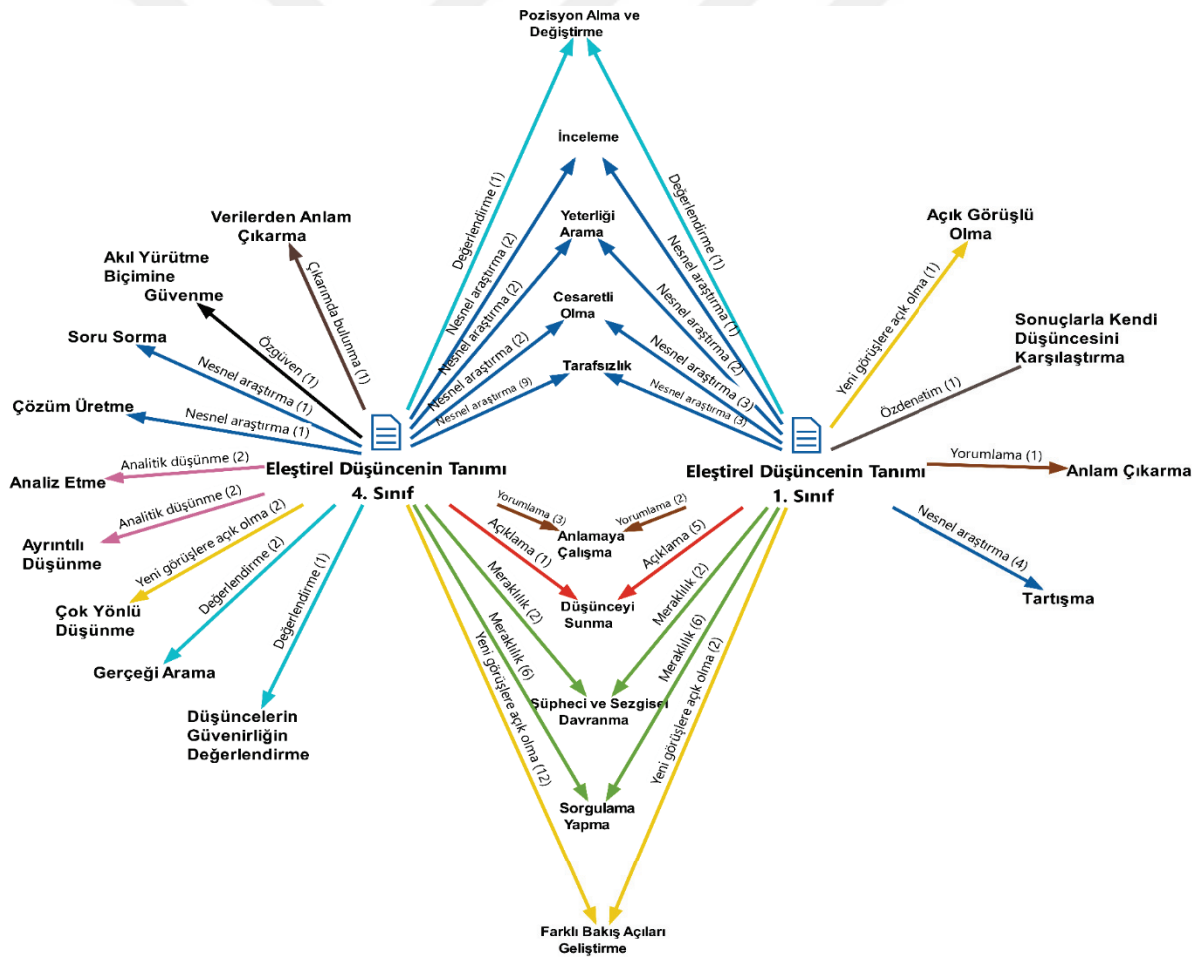 Pozisyon Alma ve
Değiştirme
İnceleme
Yeterliği
Arama
Cesaretli
Olma
Tarafsızlık
Değerlendirme (1)
Nesnel araştırma (2)
Nesnel araştırma (2)
Nesnel araştırma (2)
Nesnel araştırma (9)
Değerlendirme (1)
Nesnel araştırma (1)
Nesnel araştırma (2)
Nesnel araştırma (3)
Nesnel araştırma (3)
Verilerden Anlam
Çıkarma
Çıkarımda bulunma (1)
Akıl Yürütme
Biçimine
Güvenme
Özgüven (1)
Soru Sorma
Nesnel araştırma (1)
Çözüm Üretme
Nesnel araştırma (1)
Eleştirel Düşüncenin Tanımı
4. Sınıf
Analiz Etme
Analitik düşünme (2)
Ayrıntılı
Düşünme
Analitik düşünme (2)
Çok Yönlü
Düşünme
Yeni görüşlere açık olma (2)
Gerçeği Arama
Değerlendirme (2)
Düşüncelerin
Güvenirliğin
Değerlendirme
Değerlendirme (1)
Açık Görüşlü
Olma
Yeni görüşlere açık olma (1)
Sonuçlarla Kendi
Düşüncesini
Karşılaştırma
Özdenetim (1)
Eleştirel Düşüncenin Tanımı
1. Sınıf
Yorumlama (1)
Anlam Çıkarma
Nesnel araştırma (4)
Tartışma
Yorumlama (3)
Yorumlama (2)
Anlamaya
Çalışma
Açıklama (1)
Açıklama (5)
Düşünceyi
Sunma
Meraklılık (2)
Meraklılık (2)
Şüpheci ve Sezgisel
Davranma
Meraklılık (6)
Meraklılık (6)
Sorgulama
Yapma
Yeni görüşlere açık olma (12)
Yeni görüşlere açık olma (2)
Farklı Bakış Açıları
Geliştirme